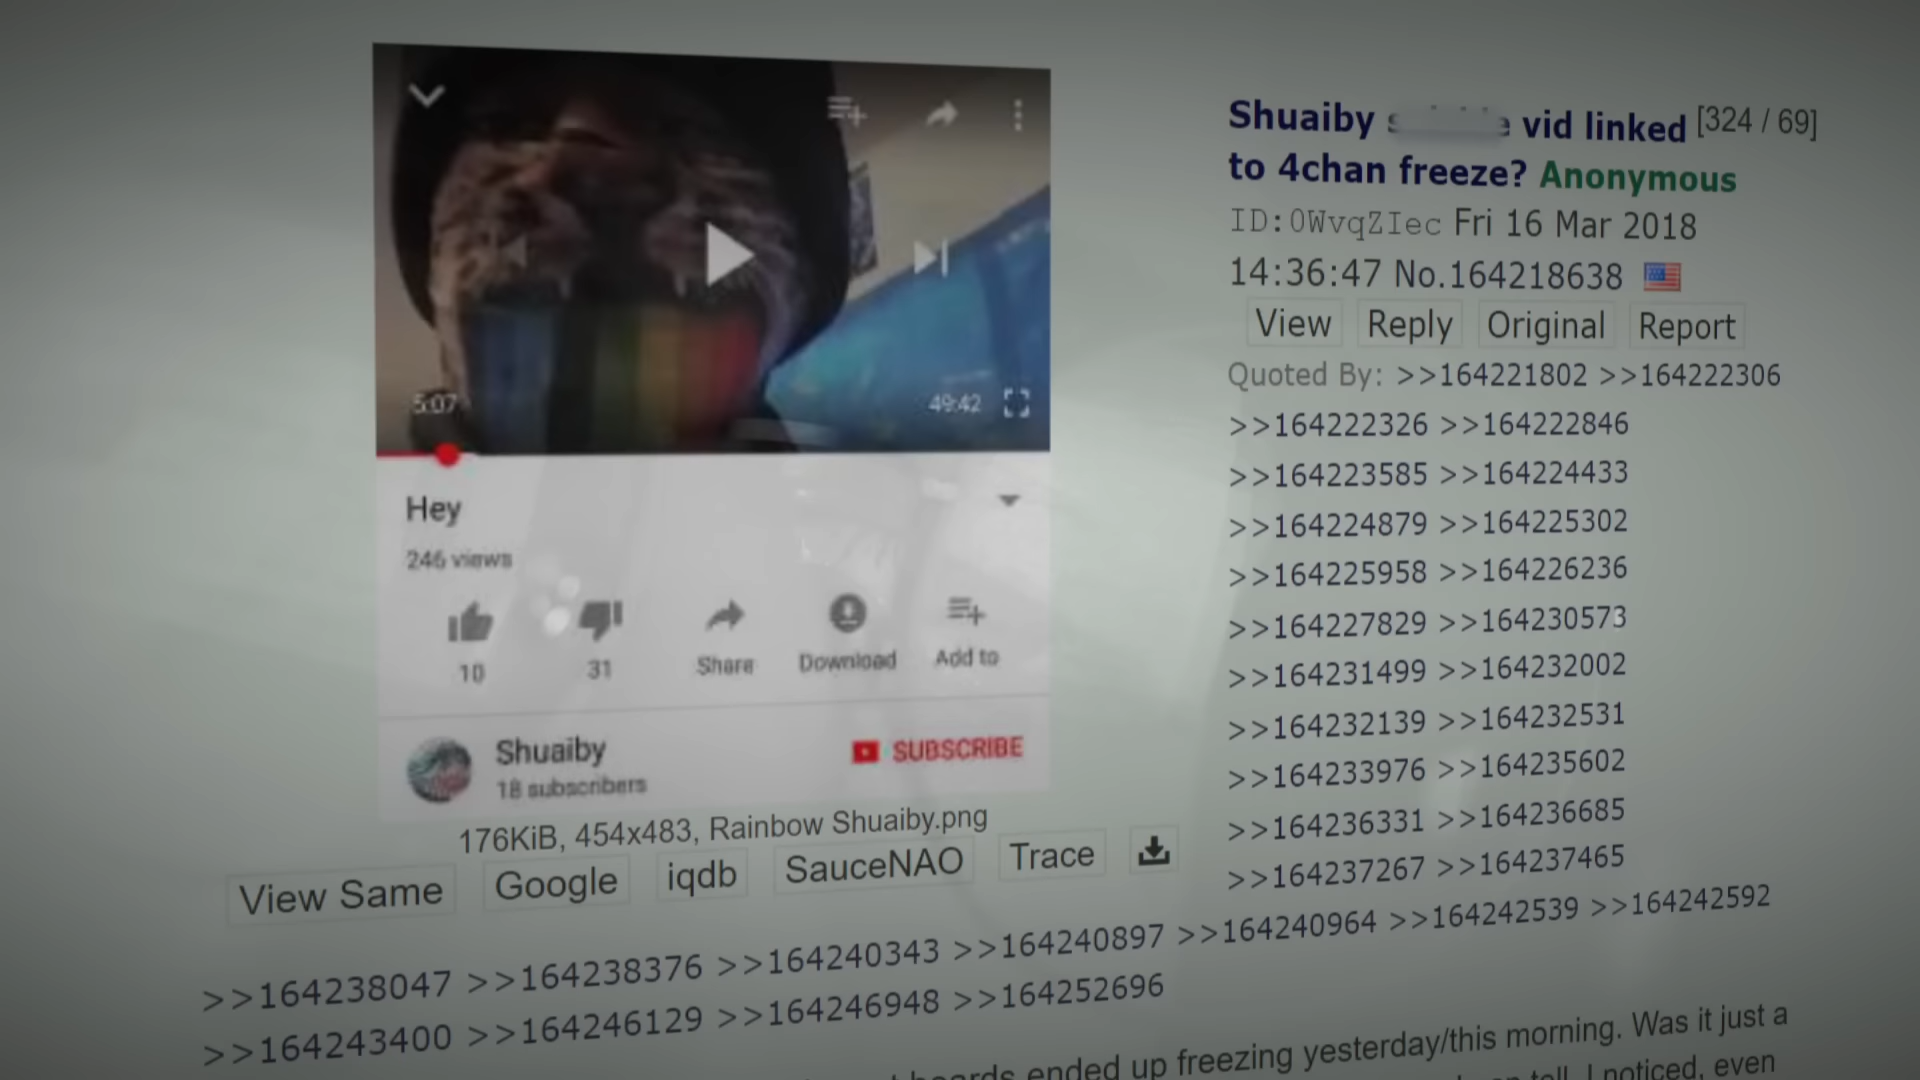 5:07
49:42
Hey
246 views
10
31
Share
Download
Add to
Shuaiby
18 subscribers
SUBSCRIBE
176KiB, 454x483, Rainbow Shuaiby.png
View Same Google iqdb SauceNAO Trace
Shuaiby vid linked [324 / 69]
to 4chan freeze? Anonymous
ID:0WvqZIec Fri 16 Mar 2018
14:36:47 No.164218638
View Reply Original Report
Quoted By: >>164221802 >>164222306
>>164222326 >>164222846
>>164223585 >>164224433
>>164224879 >>164225302
>>164225958 >>164226236
>>164227829 >>164230573
>>164231499 >>164232002
>>164232139 >>164232531
>>164233976 >>164235602
>>164236331 >>164236685
>>164237267 >>164237465
>>164238047 >>164238376 >>164240343 >>164240897 >>164240964 >>164242539 >>164242592
>>164243400 >>164246129 >>164246948 >>164252696
boards ended up freezing yesterday/this morning. Was it just a
tell. I noticed, even